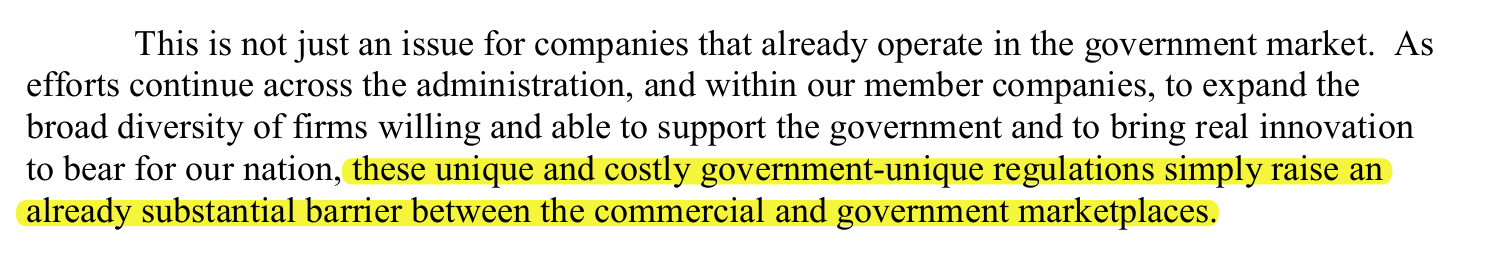 This is not just an issue for companies that already operate in the government market.  As
efforts continue across the administration, and within our member companies, to expand the
broad diversity of firms willing and able to support the government and to bring real innovation
to bear for our nation, these unique and costly government-unique regulations simply raise an
already substantial barrier between the commercial and government marketplaces.